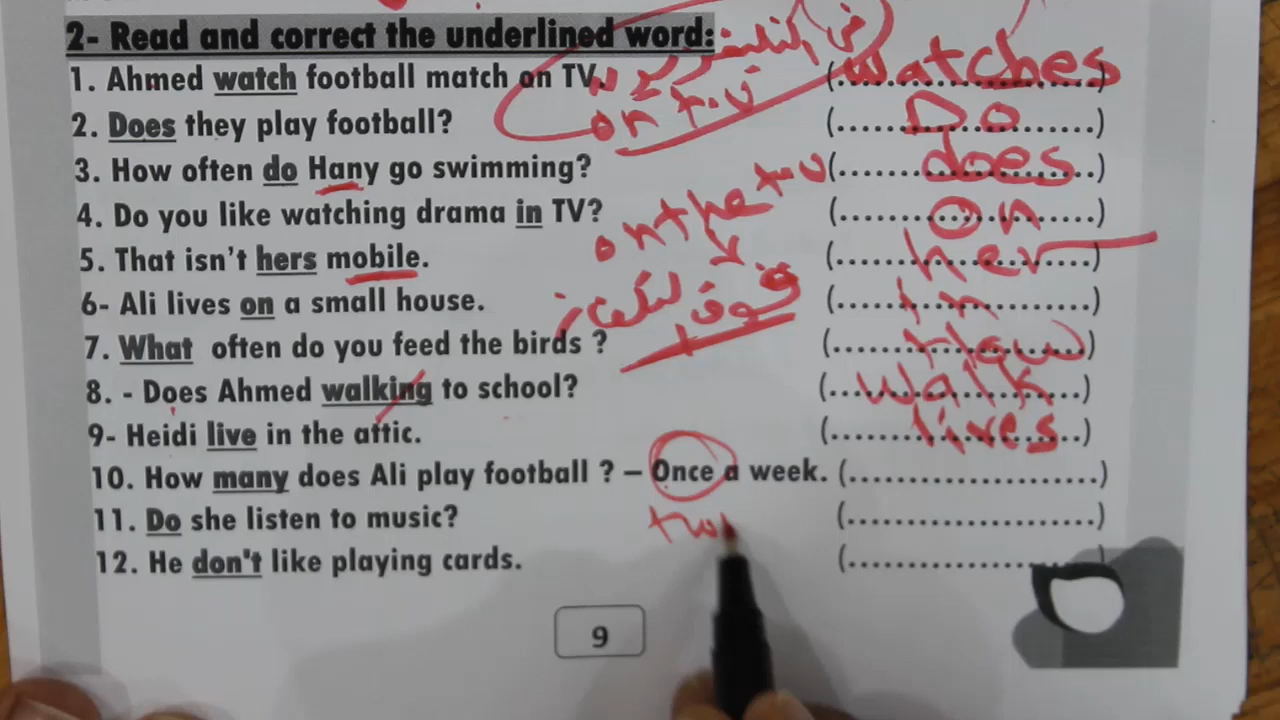 2- Read and correct the underlined word:
1. Ahmed watch football match on TV. (watches)
في التليفزيون
on t.v
2. Does they play football? (Do)
3. How often do Hany go swimming? (does)
4. Do you like watching drama in TV? (on)
on the t.v
5. That isn't hers mobile. (her)
6- Ali lives on a small house. (in)
فوق
7. What often do you feed the birds ? (How)
8. - Does Ahmed walking to school? (walk)
9- Heidi live in the attic. (lives)
10. How many does Ali play football ? – Once a week. (........................)
11. Do she listen to music? (........................)
12. He don't like playing cards. (........................)
9